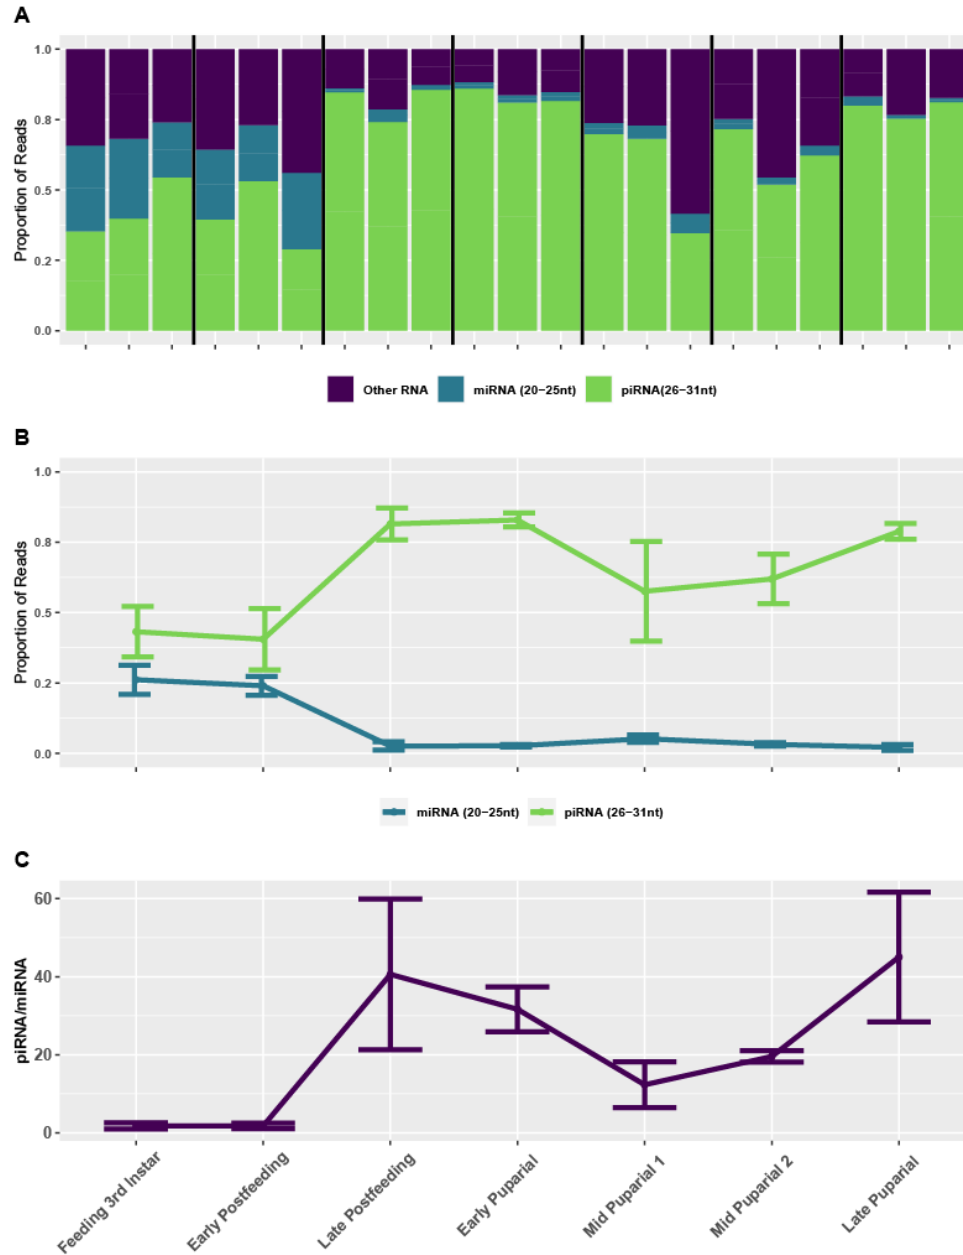 A
1.0
0.8
0.5
0.2
0.0
Proportion of Reads
Other RNA miRNA (20−25nt) piRNA(26−31nt)
B
1.0
0.8
0.5
0.2
0.0
Proportion of Reads
miRNA (20−25nt) piRNA (26−31nt)
C
60
40
20
0
piRNA/miRNA
Feeding 3rd Instar
Early Postfeeding
Late Postfeeding
Early Puparial
Mid Puparial 1
Mid Puparial 2
Late Puparial